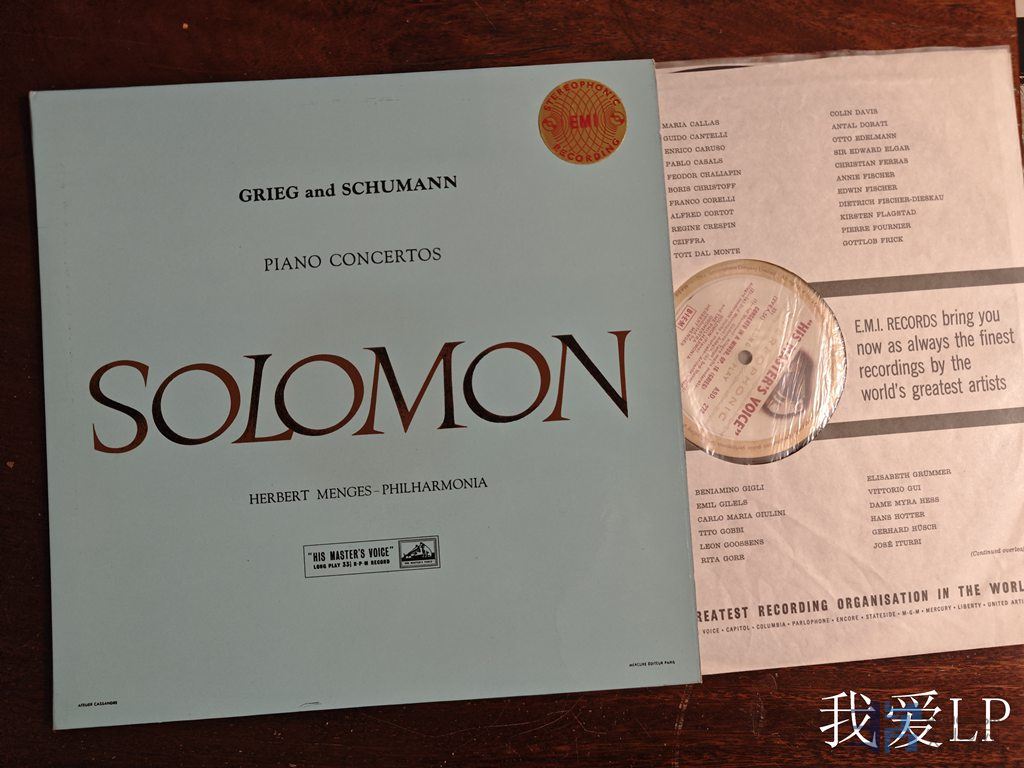 STEREOPHONIC
EMI
RECORDING
GRIEG and SCHUMANN
PIANO CONCERTOS
SOLOMON
HERBERT MENGES–PHILHARMONIA
"HIS MASTER'S VOICE"
LONG PLAY 33⅓ R·P·M RECORD
ATELIER CASSANDRE
MERCURE EDITEUR PARIS
MARIA CALLAS
GUIDO CANTELLI
ENRICO CARUSO
PABLO CASALS
FEODOR CHALIAPIN
BORIS CHRISTOFF
FRANCO CORELLI
ALFRED CORTOT
REGINE CRESPIN
CZIFFRA
TOTI DAL MONTE
COLIN DAVIS
ANTAL DORATI
OTTO EDELMANN
SIR EDWARD ELGAR
CHRISTIAN FERRAS
ANNIE FISCHER
EDWIN FISCHER
DIETRICH FISCHER-DIESKAU
KIRSTEN FLAGSTAD
PIERRE FOURNIER
GOTTLOB FRICK
"HIS MASTER'S VOICE"
E.M.I. RECORDS bring you
now as always the finest
recordings by the
world's greatest artists
BENIAMINO GIGLI
EMIL GILELS
CARLO MARIA GIULINI
TITO GOBBI
LEON GOOSSENS
RITA GORR
ELISABETH GRÜMMER
VITTORIO GUI
DAME MYRA HESS
HANS HOTTER
GERHARD HÜSCH
JOSÉ ITURBI
(Continued overleaf
REATEST RECORDING ORGANISATION IN THE WORL
VOICE • CAPITOL • COLUMBIA • PARLOPHONE • ENCORE • STATESIDE • M-G-M • MERCURY • LIBERTY • UNITED ARTI
我爱LP